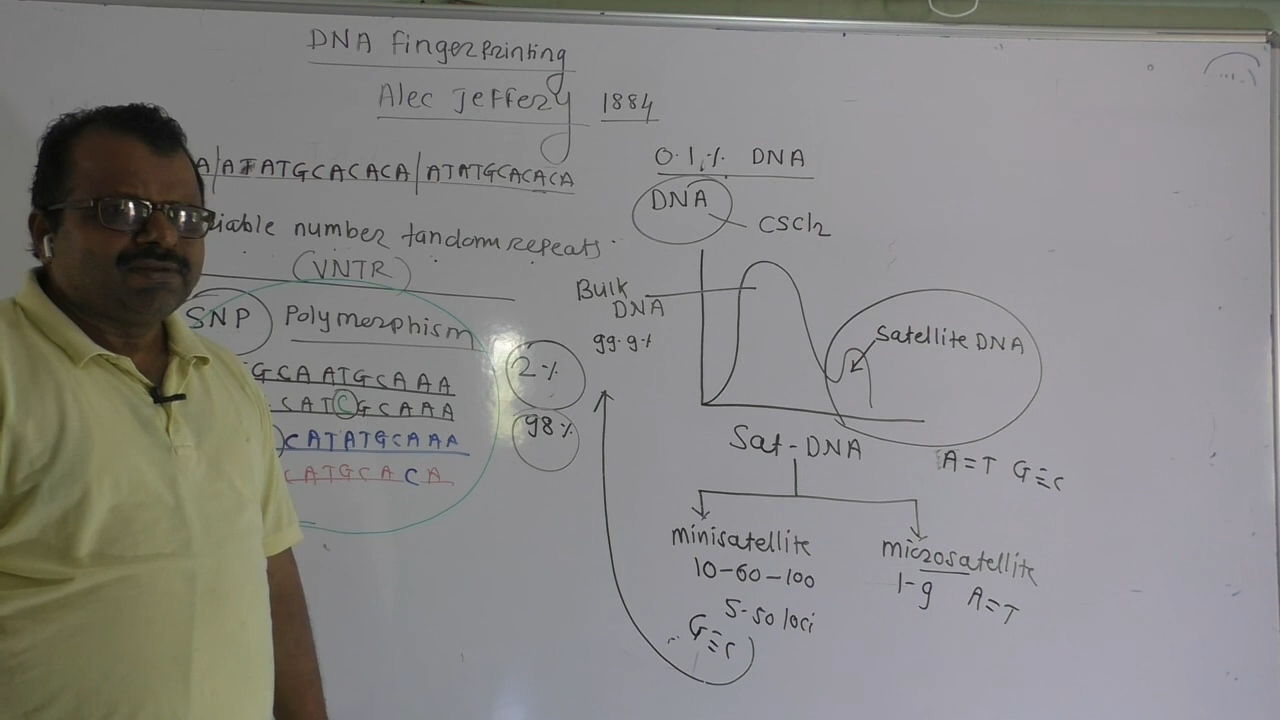 DNA fingerprinting
Alec Jeffery 1884
A/ATATGCACACA/ATATGCACACA
iable number tandom repeats
(VNTR)
SNP Polymorphism
GCAATGCAAA
CATCGCAAA
CATATGCAAA
CATGCACA
2%
98%
0.1% DNA
DNA
CSCl2
Bulk
DNA
99.9%
Satellite DNA
Sat-DNA
A=T G≡C
minisatellite
10-60-100
5-50 loci
G≡C
microsatellite
1-9 A=T